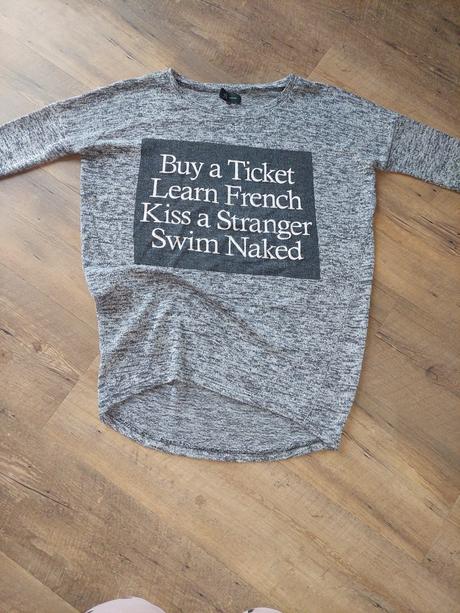 Buy a Ticket
Learn French
Kiss a Stranger
Swim Naked